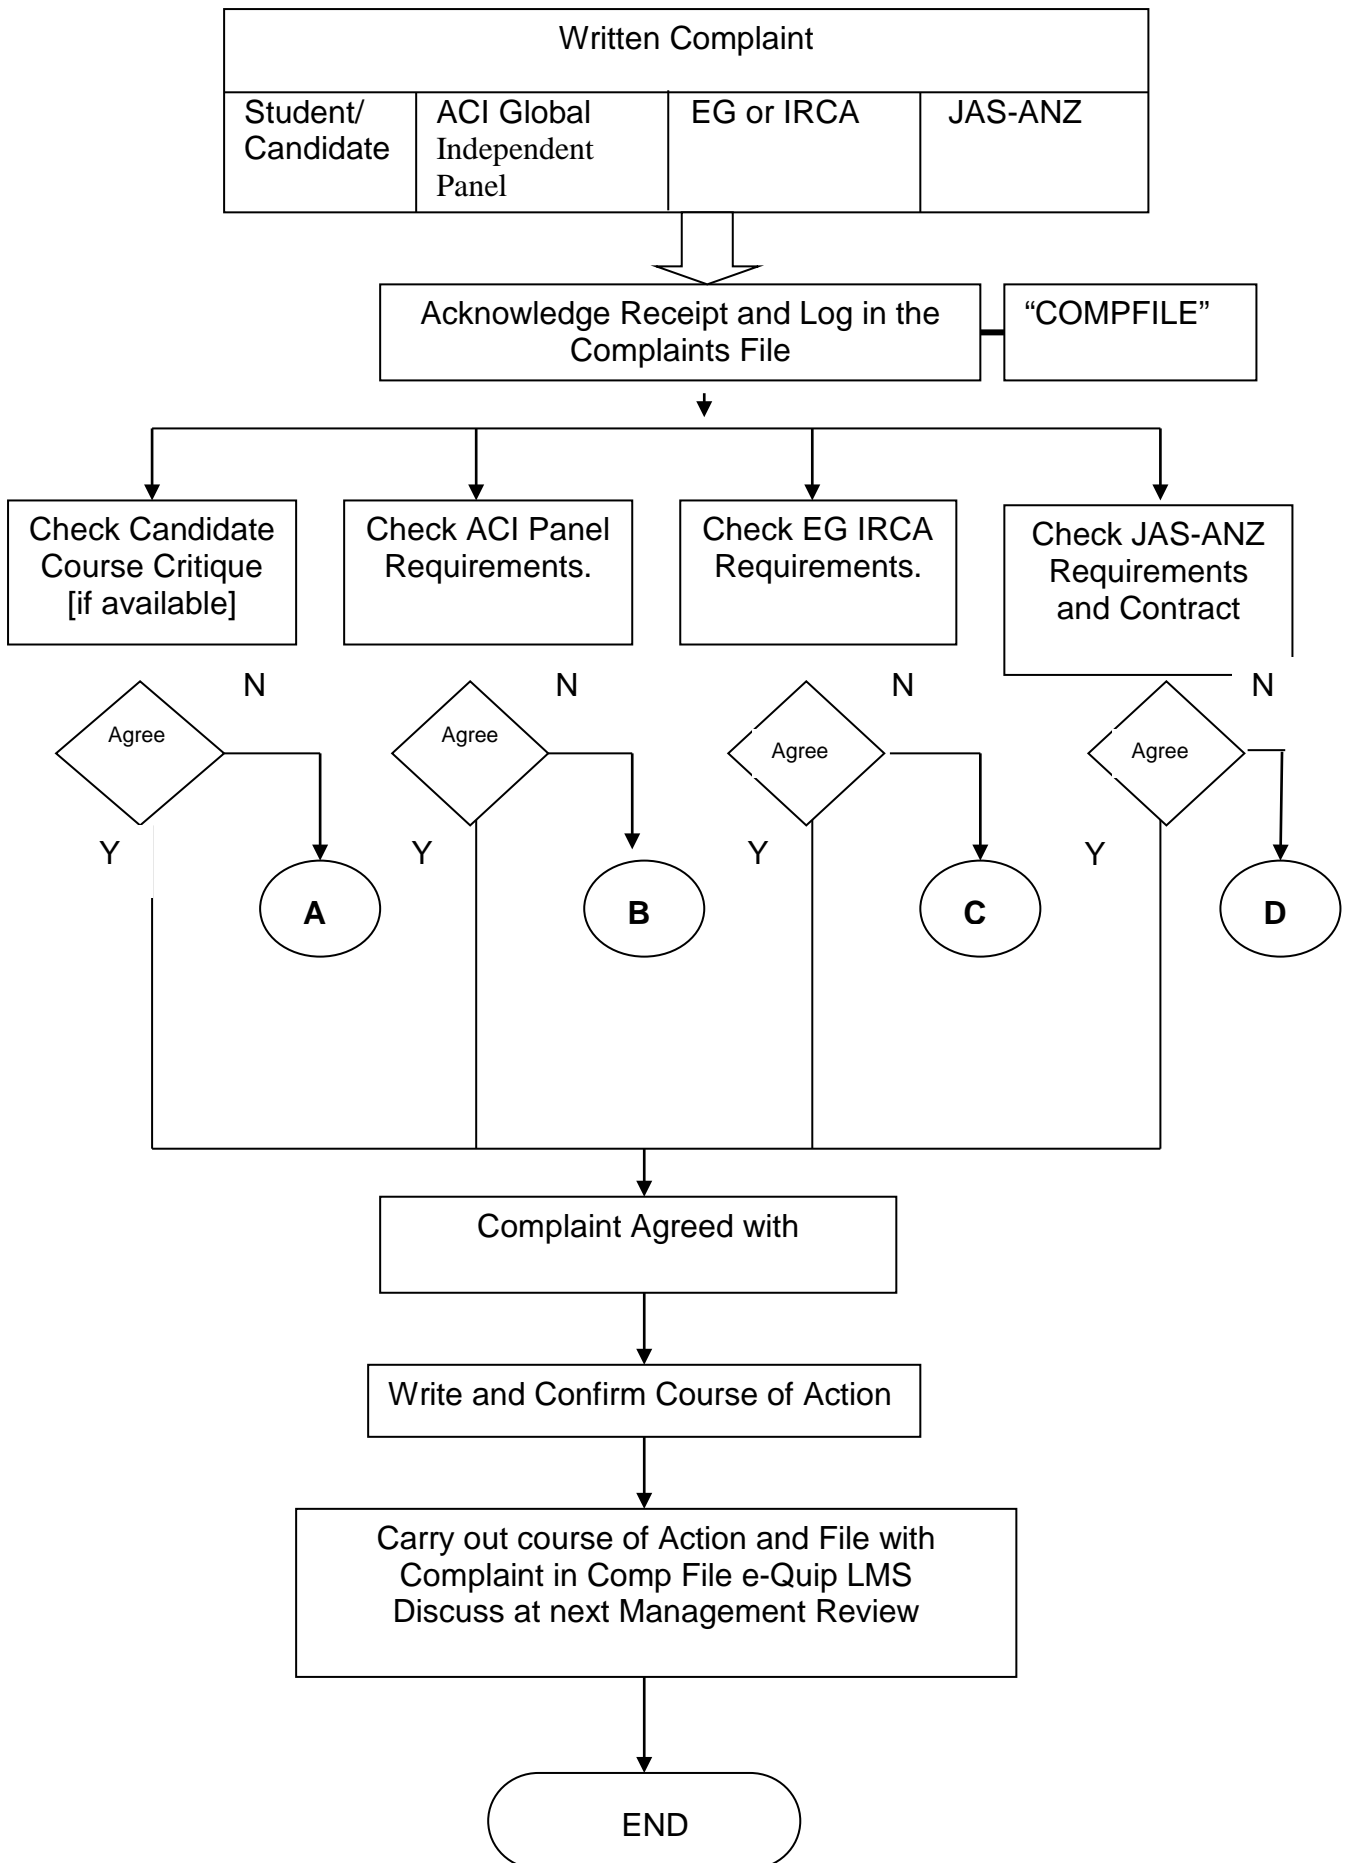 Written Complaint
Student/
Candidate
ACI Global
Independent
Panel
EG or IRCA
JAS-ANZ
Acknowledge Receipt and Log in the
Complaints File
“COMPFILE”
Check Candidate
Course Critique
[if available]
Check ACI Panel
Requirements.
Check EG IRCA
Requirements.
Check JAS-ANZ
Requirements
and Contract
N
N
N
N
Agree
Agree
Agree
Agree
Y
Y
Y
Y
A
B
C
D
Complaint Agreed with
Write and Confirm Course of Action
Carry out course of Action and File with
Complaint in Comp File e-Quip LMS
Discuss at next Management Review
END